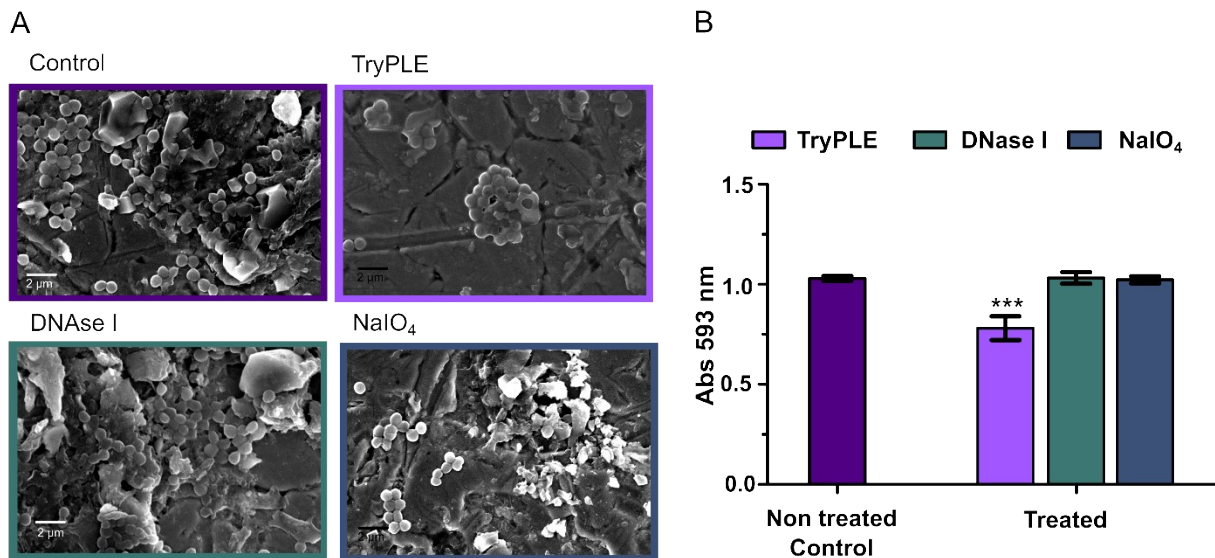 A
B
Control
TryPLE
2 µm
2 µm
DNAse I
NaIO4
2 µm
2 µm
TryPLE
DNase I
NaIO4
1.5
1.0
0.5
0.0
Abs 593 nm
***
Non treated
Control
Treated